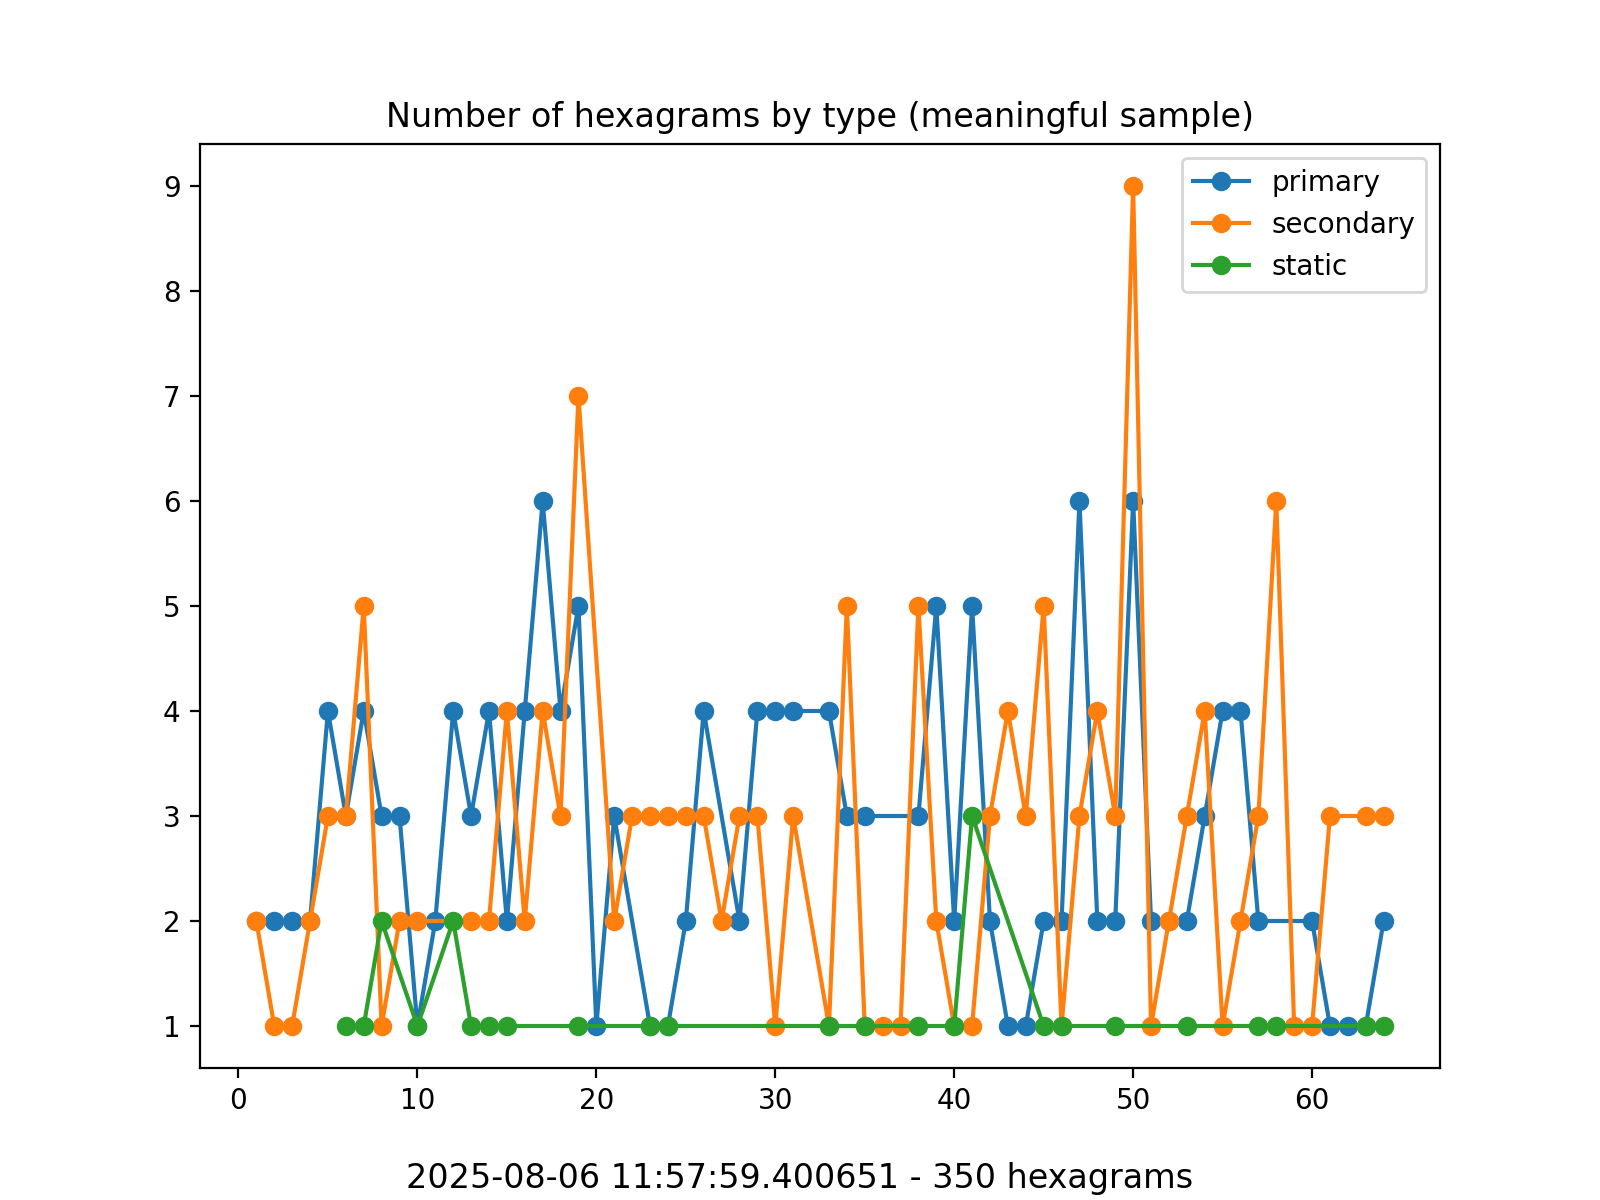 Number of hexagrams by type (meaningful sample)
primary
secondary
static
9
8
7
6
5
4
3
2
1
0 10 20 30 40 50 60
2025-08-06 11:57:59.400651 - 350 hexagrams